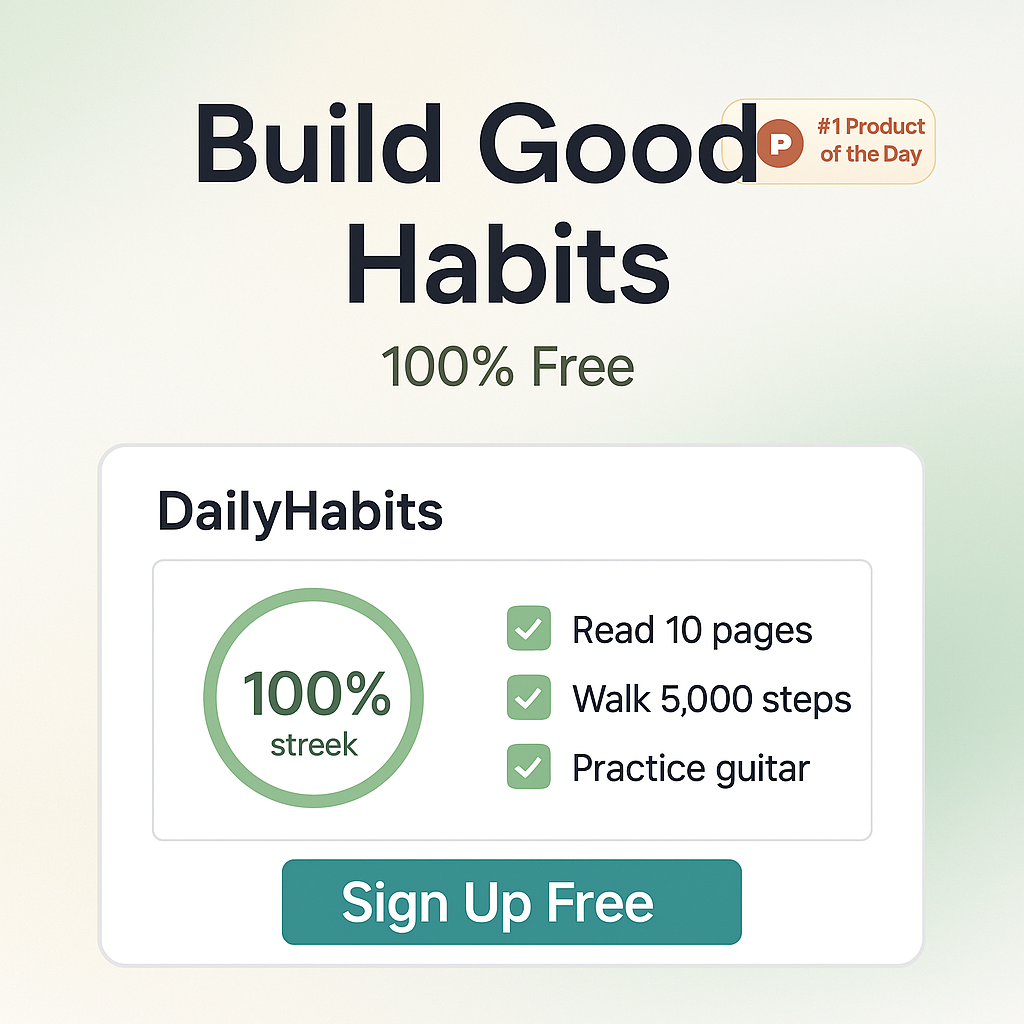 Build Good
Habits
P
#1 Product
of the Day
100% Free
DailyHabits
100%
streek
Read 10 pages
Walk 5,000 steps
Practice guitar
Sign Up Free